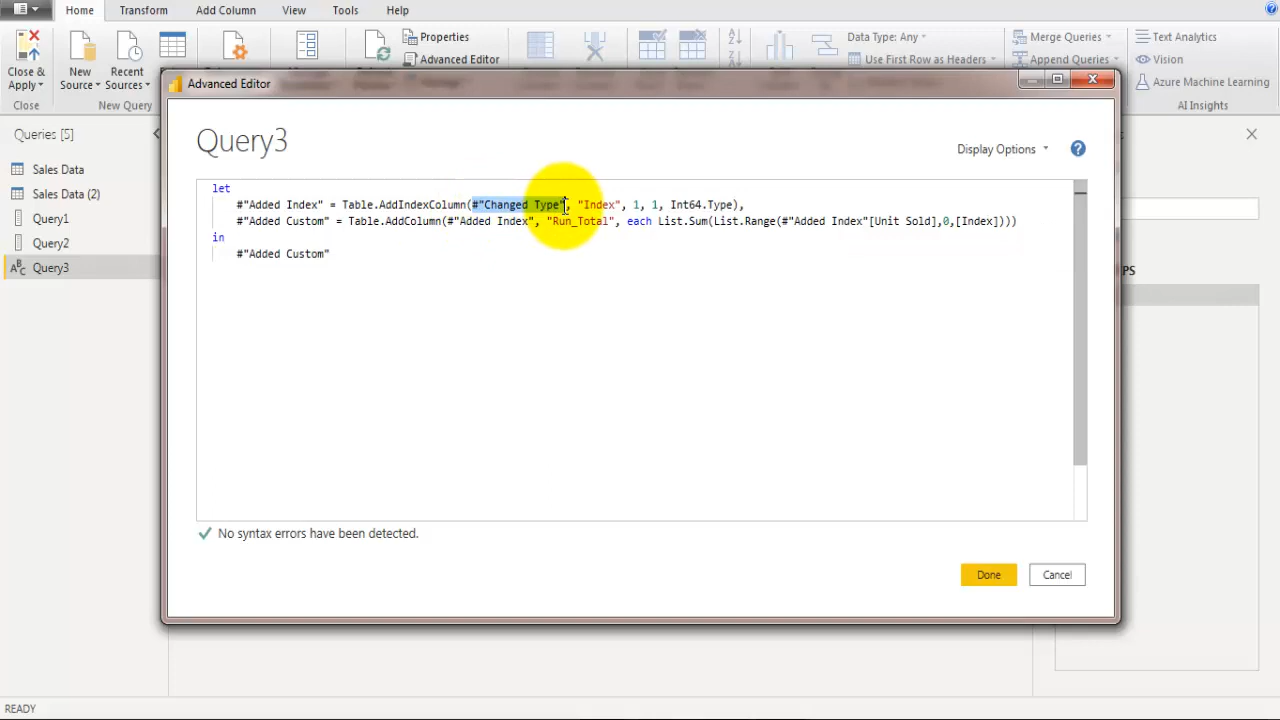 Home Transform Add Column View Tools Help
Close & Apply
New Source
Recent Sources
Properties
Advanced Editor
Data Type: Any
Use First Row as Headers
Merge Queries
Append Queries
Text Analytics
Vision
Azure Machine Learning
Close
New Query
AI Insights
Advanced Editor
Queries [5]
Sales Data
Sales Data (2)
Query1
Query2
Query3
Query3
Display Options
let
#"Added Index" = Table.AddIndexColumn(#"Changed Type", "Index", 1, 1, Int64.Type),
#"Added Custom" = Table.AddColumn(#"Added Index", "Run_Total", each List.Sum(List.Range(#"Added Index"[Unit Sold],0,[Index])))
in
#"Added Custom"
No syntax errors have been detected.
Done
Cancel
READY